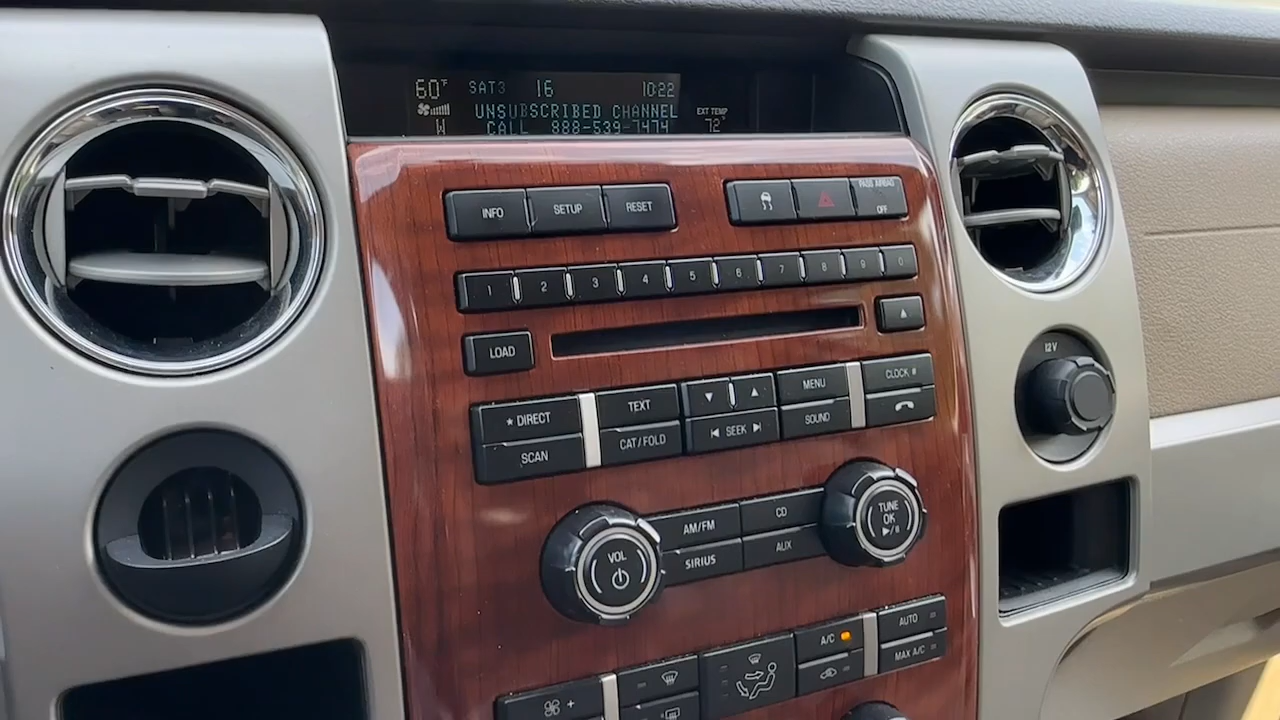 60°F SAT3 16 10:22
UNSUBSCRIBED CHANNEL EXT TEMP
W CALL 888-539-7474 72°
INFO SETUP RESET PASS AIRBAG OFF
1 2 3 4 5 6 7 8 9 0
LOAD ▲
12V
★ DIRECT TEXT ▼ ▲ MENU CLOCK #
SCAN CAT/FOLD |◀ SEEK ▶| SOUND
AM/FM CD TUNE
VOL SIRIUS AUX OK
▶/II
A/C AUTO
MAX A/C
+